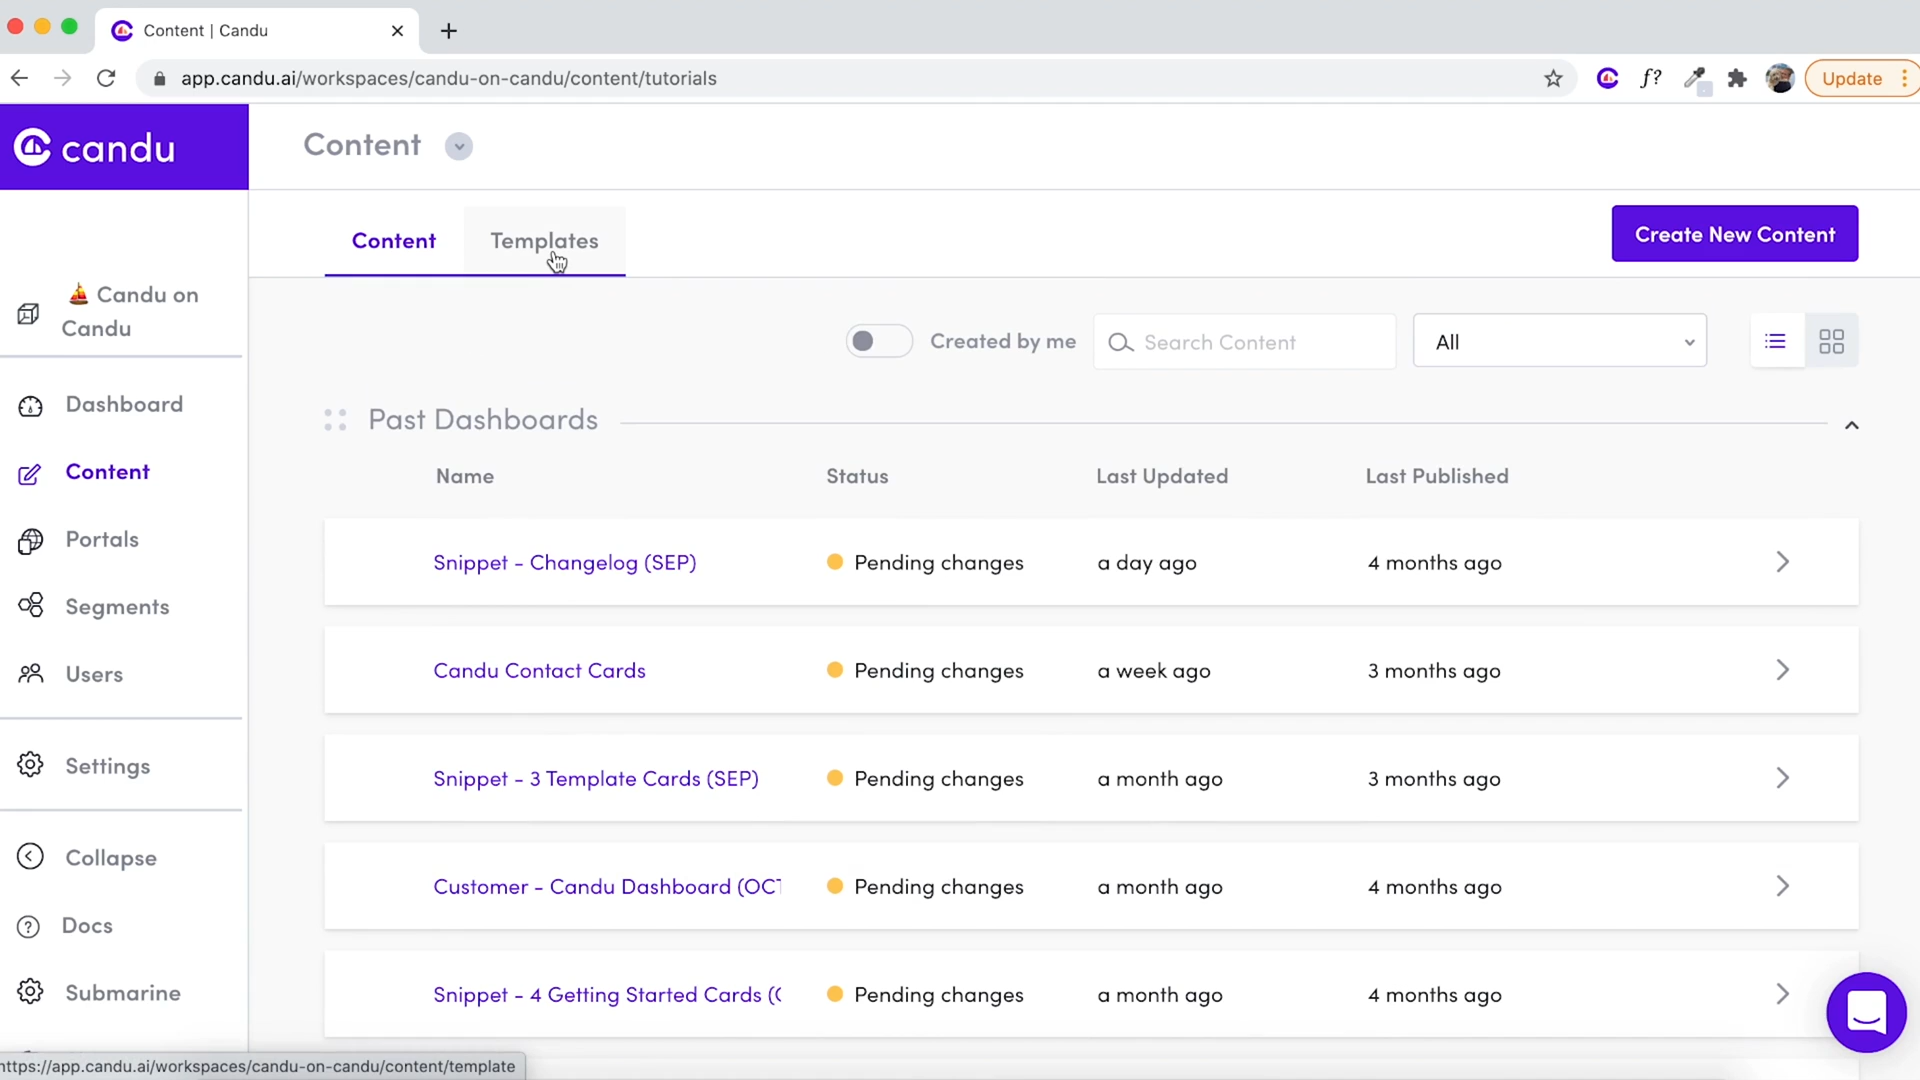 Content | Candu
app.candu.ai/workspaces/candu-on-candu/content/tutorials
f?
Update
candu
Content
Content
Templates
Create New Content
Candu on
Candu
Created by me
Search Content
All
Dashboard
Content
Portals
Segments
Users
Settings
Collapse
Docs
Submarine
Past Dashboards
Name Status Last Updated Last Published
Snippet - Changelog (SEP) Pending changes a day ago 4 months ago
Candu Contact Cards Pending changes a week ago 3 months ago
Snippet - 3 Template Cards (SEP) Pending changes a month ago 3 months ago
Customer - Candu Dashboard (OCT Pending changes a month ago 4 months ago
Snippet - 4 Getting Started Cards ( Pending changes a month ago 4 months ago
https://app.candu.ai/workspaces/candu-on-candu/content/template